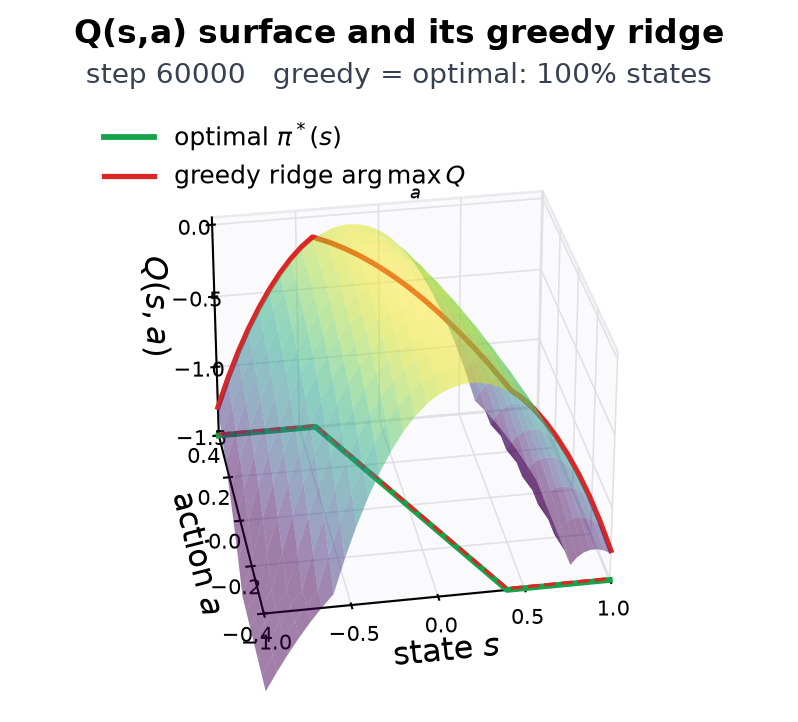 Q(s,a) surface and its greedy ridge
step 60000 greedy = optimal: 100% states
optimal π*(s)
greedy ridge arg max Q
a
0.0
−0.5
−1.0
−1.5
Q(s, a)
0.4
0.2
−0.0
−0.2
−0.4
action a
−1.0
−0.5
0.0
0.5
1.0
state s